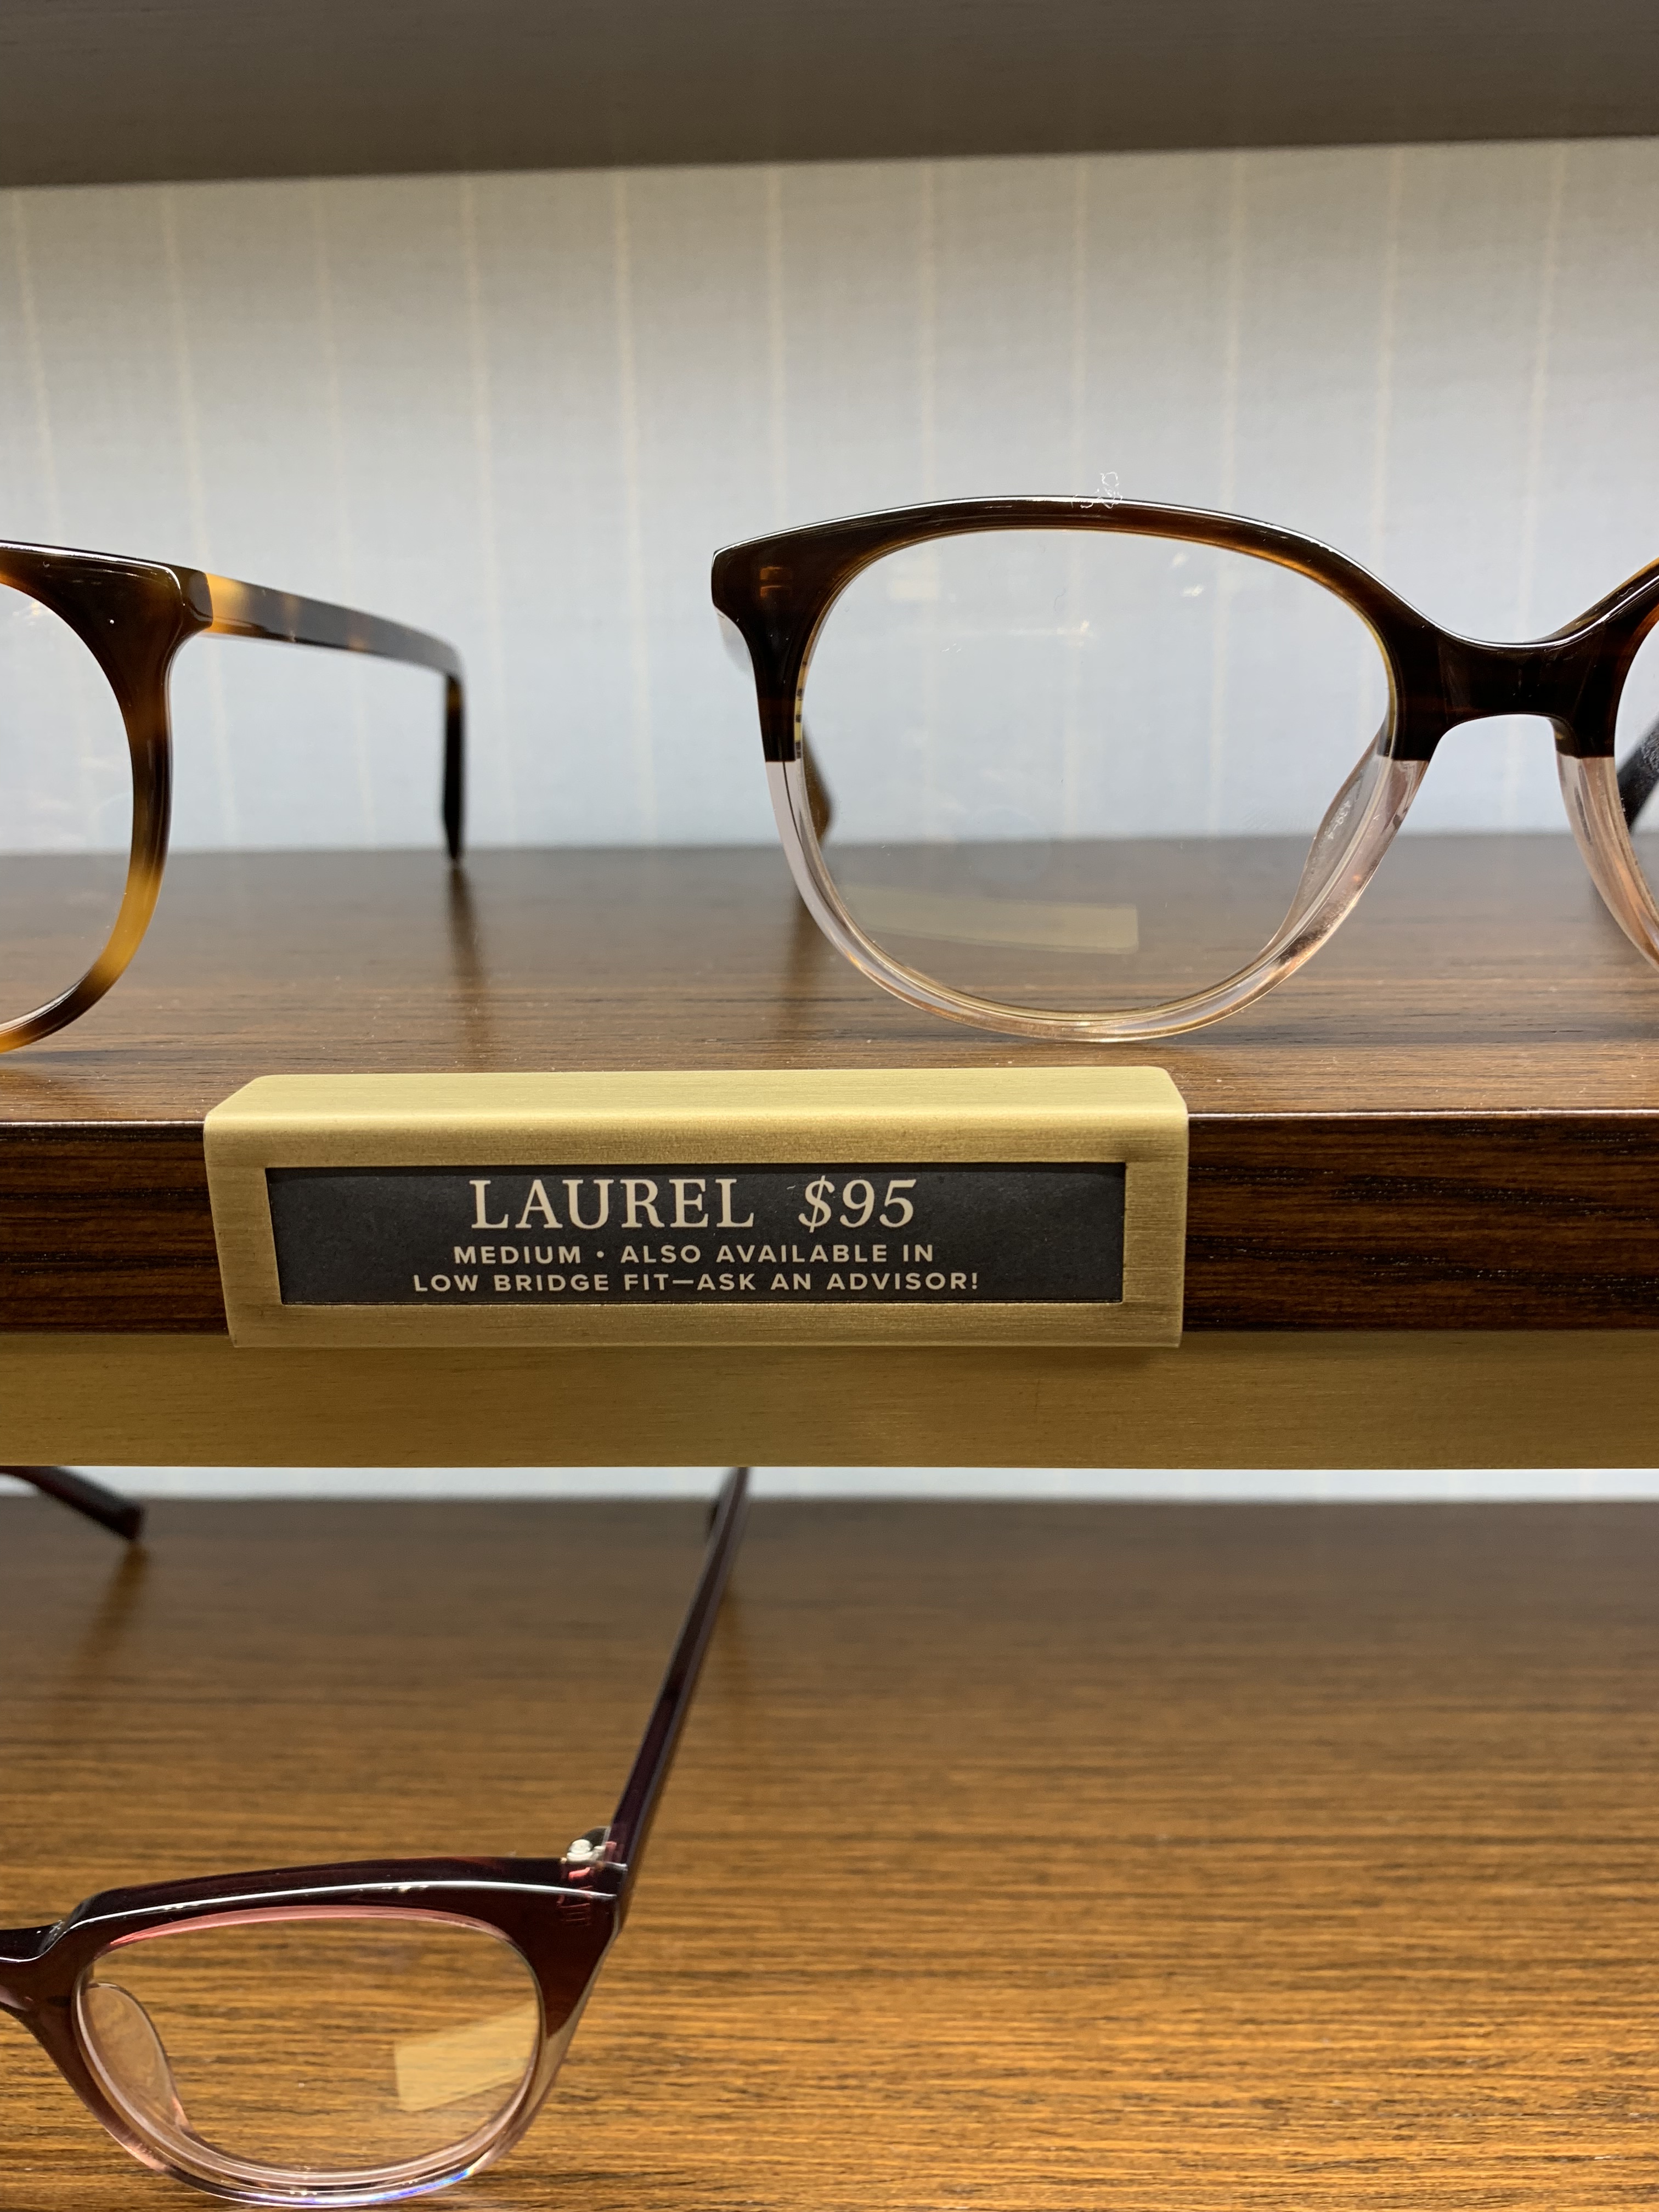 LAUREL $95
MEDIUM • ALSO AVAILABLE IN
LOW BRIDGE FIT—ASK AN ADVISOR!